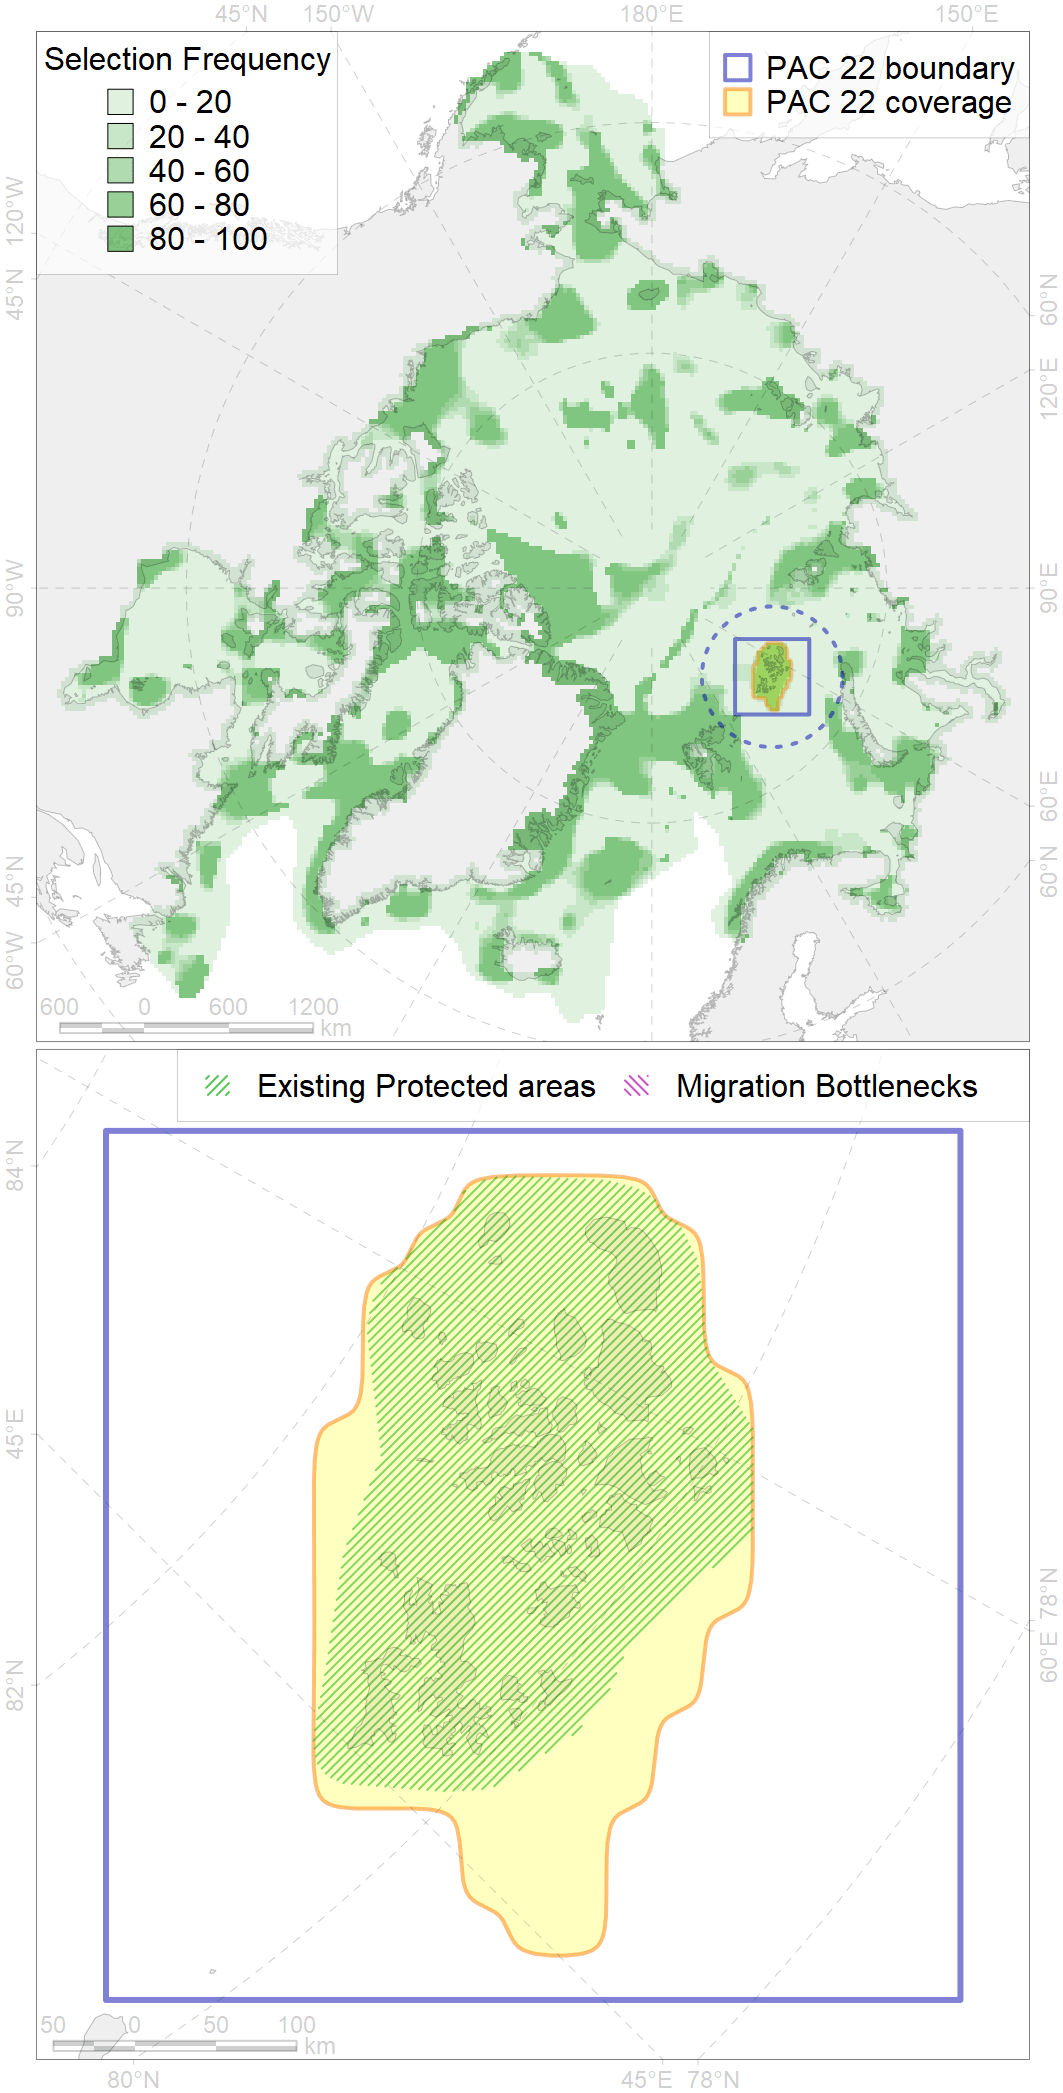 45°N 150°W 180°E 150°E
Selection Frequency
0 - 20
20 - 40
40 - 60
60 - 80
80 - 100
PAC 22 boundary
PAC 22 coverage
120°W
45°N
90°W
45°N
60°W
60°N
120°E
90°E
60°E
60°N
600 0 600 1200
km
Existing Protected areas
Migration Bottlenecks
84°N
45°E
82°N
78°N
60°E
50 0 50 100
km
80°N 45°E 78°N